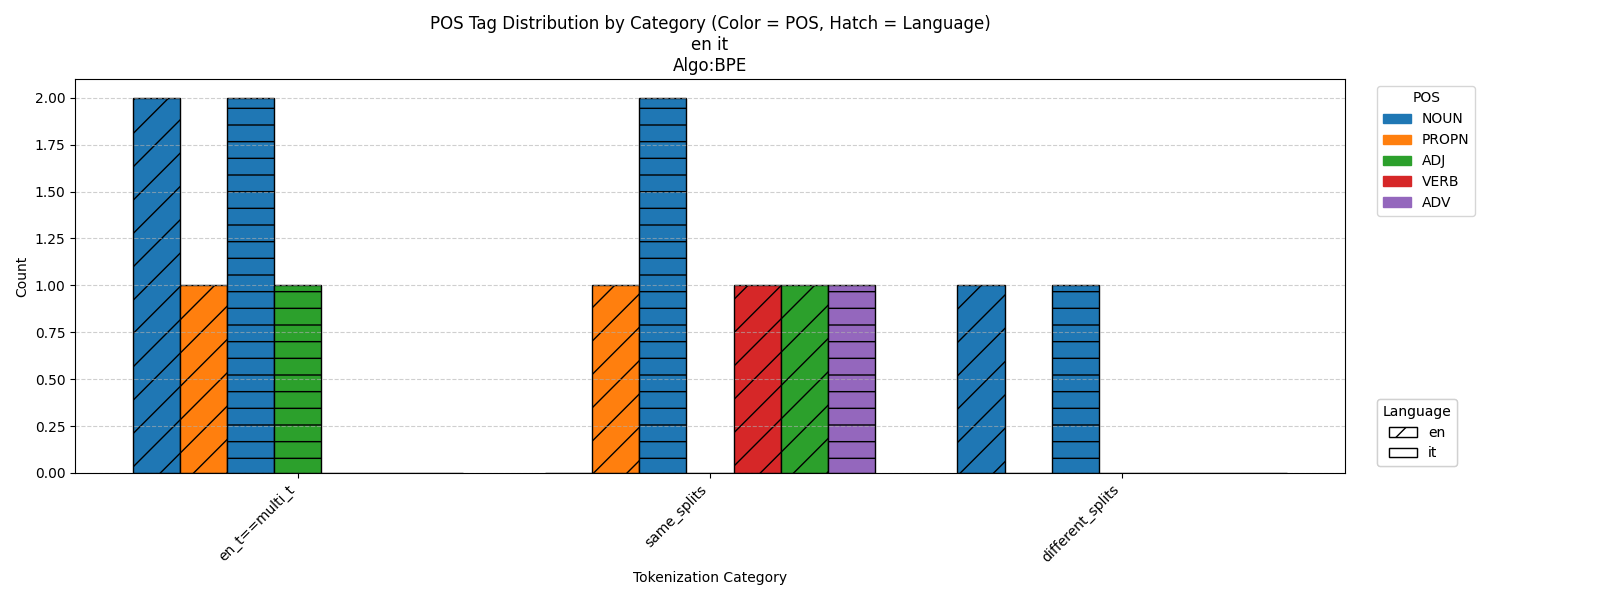 POS Tag Distribution by Category (Color = POS, Hatch = Language)
en it
Algo:BPE
Count
2.00
1.75
1.50
1.25
1.00
0.75
0.50
0.25
0.00
en_t==multi_t
same_splits
different_splits
Tokenization Category
POS
NOUN
PROPN
ADJ
VERB
ADV
Language
en
it